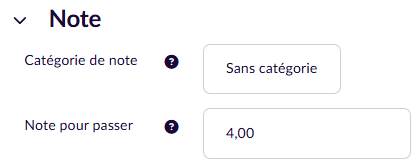 Note
Catégorie de note ? Sans catégorie
Note pour passer ? 4,00